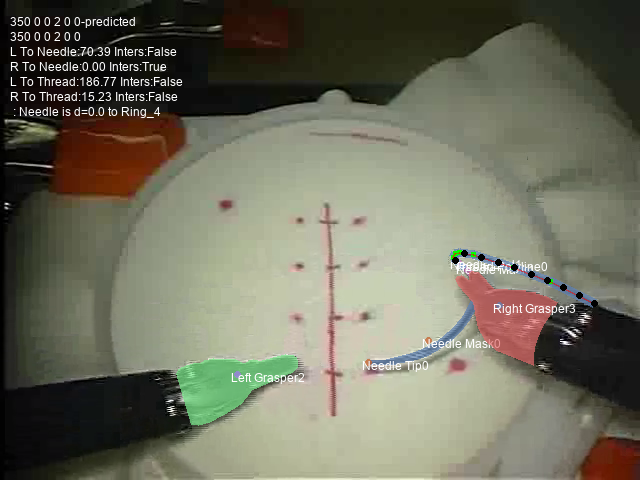 350 0 0 2 0 0-predicted
350 0 0 2 0 0
L To Needle:70.39 Inters:False
R To Needle:0.00 Inters:True
L To Thread:186.77 Inters:False
R To Thread:15.23 Inters:False
: Needle is d=0.0 to Ring_4
Right Grasper3
Needle Mask0
Needle Tip0
Left Grasper2